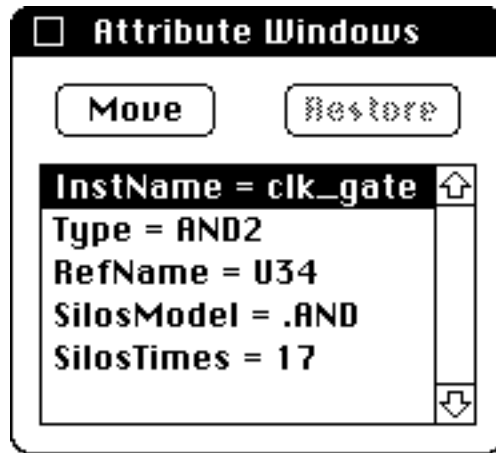 Attribute Windows
Move Restore
InstName = clk_gate
Type = AND2
RefName = U34
SilosModel = .AND
SilosTimes = 17